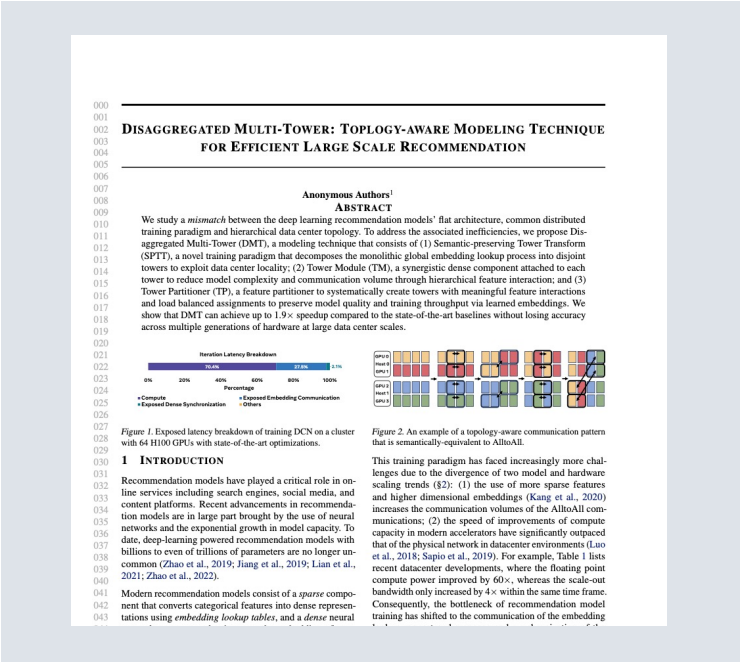 000
001
002
003
004
005
006
007
008
009
010
011
012
013
014
015
016
017
018
019
020
021
022
023
024
025
026
027
028
029
030
031
032
033
034
035
036
037
038
039
040
041
042
DISAGGREGATED MULTI-TOWER: TOPLOGY-AWARE MODELING TECHNIQUE
FOR EFFICIENT LARGE SCALE RECOMMENDATION
Anonymous Authors¹
ABSTRACT
We study a mismatch between the deep learning recommendation models' flat architecture, common distributed
training paradigm and hierarchical data center topology. To address the associated inefficiencies, we propose Dis-
aggregated Multi-Tower (DMT), a modeling technique that consists of (1) Semantic-preserving Tower Transform
(SPTT), a novel training paradigm that decomposes the monolithic global embedding lookup process into disjoint
towers to exploit data center locality; (2) Tower Module (TM), a synergistic dense component attached to each
tower to reduce model complexity and communication volume through hierarchical feature interaction; and (3)
Tower Partitioner (TP), a feature partitioner to systematically create towers with meaningful feature interactions
and load balanced assignments to preserve model quality and training throughput via learned embeddings. We
show that DMT can achieve up to 1.9× speedup compared to the state-of-the-art baselines without losing accuracy
across multiple generations of hardware at large data center scales.
Iteration Latency Breakdown
70.4% 27.5% 2.1%
0% 20% 40% 60% 80% 100%
Percentage
Compute Exposed Embedding Communication
Exposed Dense Synchronization Others
Figure 1. Exposed latency breakdown of training DCN on a cluster
with 64 H100 GPUs with state-of-the-art optimizations.
1 INTRODUCTION
Recommendation models have played a critical role in on-
line services including search engines, social media, and
content platforms. Recent advancements in recommenda-
tion models are in large part brought by the use of neural
networks and the exponential growth in model capacity. To
date, deep-learning powered recommendation models with
billions to even of trillions of parameters are no longer un-
common (Zhao et al., 2019; Jiang et al., 2019; Lian et al.,
2021; Zhao et al., 2022).
Modern recommendation models consist of a sparse compo-
nent that converts categorical features into dense represen-
tations using embedding lookup tables, and a dense neural
GPU 0
Host 0
GPU 1
GPU 2
Host 1
GPU 3
Figure 2. An example of a topology-aware communication pattern
that is semantically-equivalent to AlltoAll.
This training paradigm has faced increasingly more chal-
lenges due to the divergence of two model and hardware
scaling trends (§2): (1) the use of more sparse features
and higher dimensional embeddings (Kang et al., 2020)
increases the communication volumes of the AlltoAll com-
munications; (2) the speed of improvements of compute
capacity in modern accelerators have significantly outpaced
that of the physical network in datacenter environments (Luo
et al., 2018; Sapio et al., 2019). For example, Table 1 lists
recent datacenter developments, where the floating point
compute power improved by 60×, whereas the scale-out
bandwidth only increased by 4× within the same time frame.
Consequently, the bottleneck of recommendation model
training has shifted to the communication of the embedding